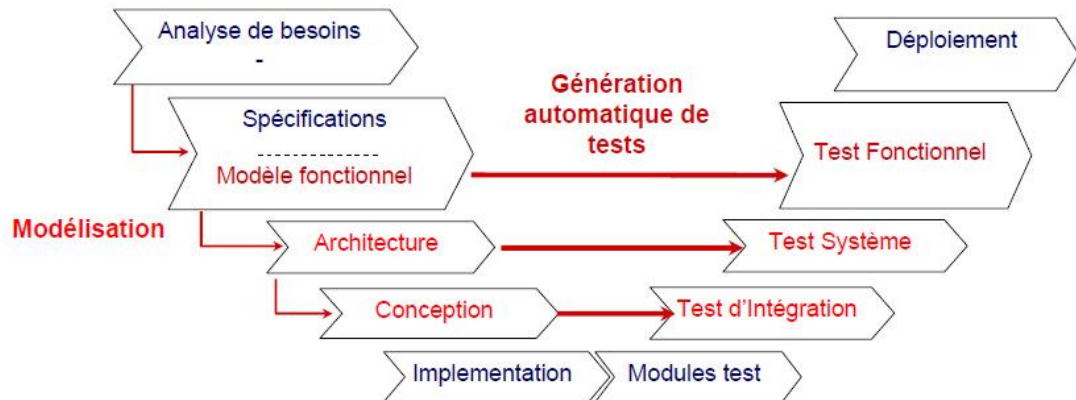 Analyse de besoins
-
Déploiement
Génération
automatique de
tests
Spécifications
--------------------
Modèle fonctionnel
Test Fonctionnel
Modélisation
Architecture
Test Système
Conception
Test d'Intégration
Implementation
Modules test